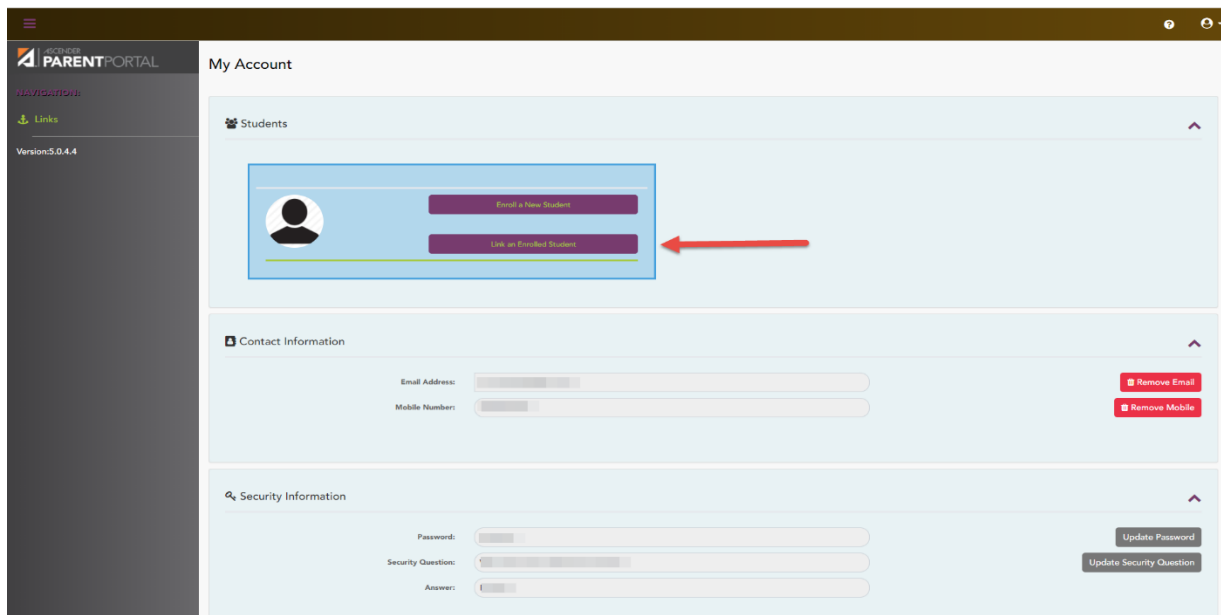 ASCENDER
PARENTPORTAL
NAVIGATION:
Links
Version:5.0.4.4
My Account
Students
Enroll a New Student
Link an Enrolled Student
Contact Information
Email Address:
Remove Email
Mobile Number:
Remove Mobile
Security Information
Password:
Update Password
Security Question:
Update Security Question
Answer: